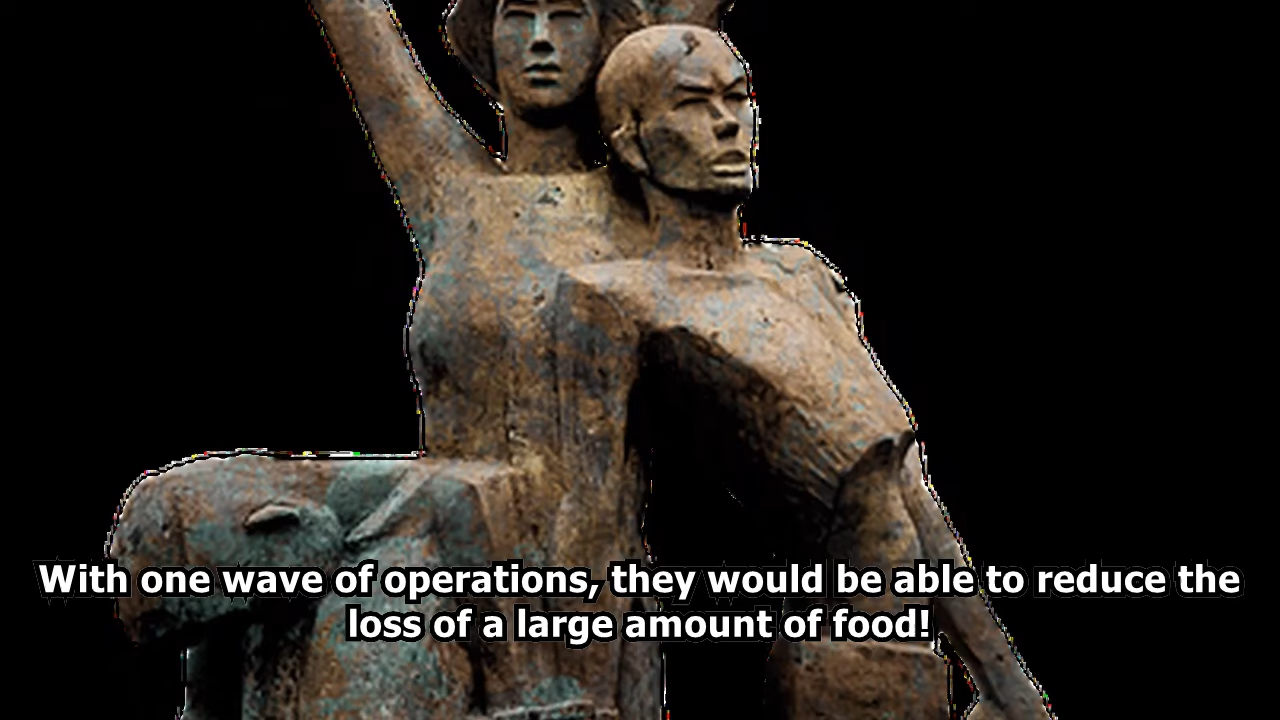 With one wave of operations, they would be able to reduce the
loss of a large amount of food!